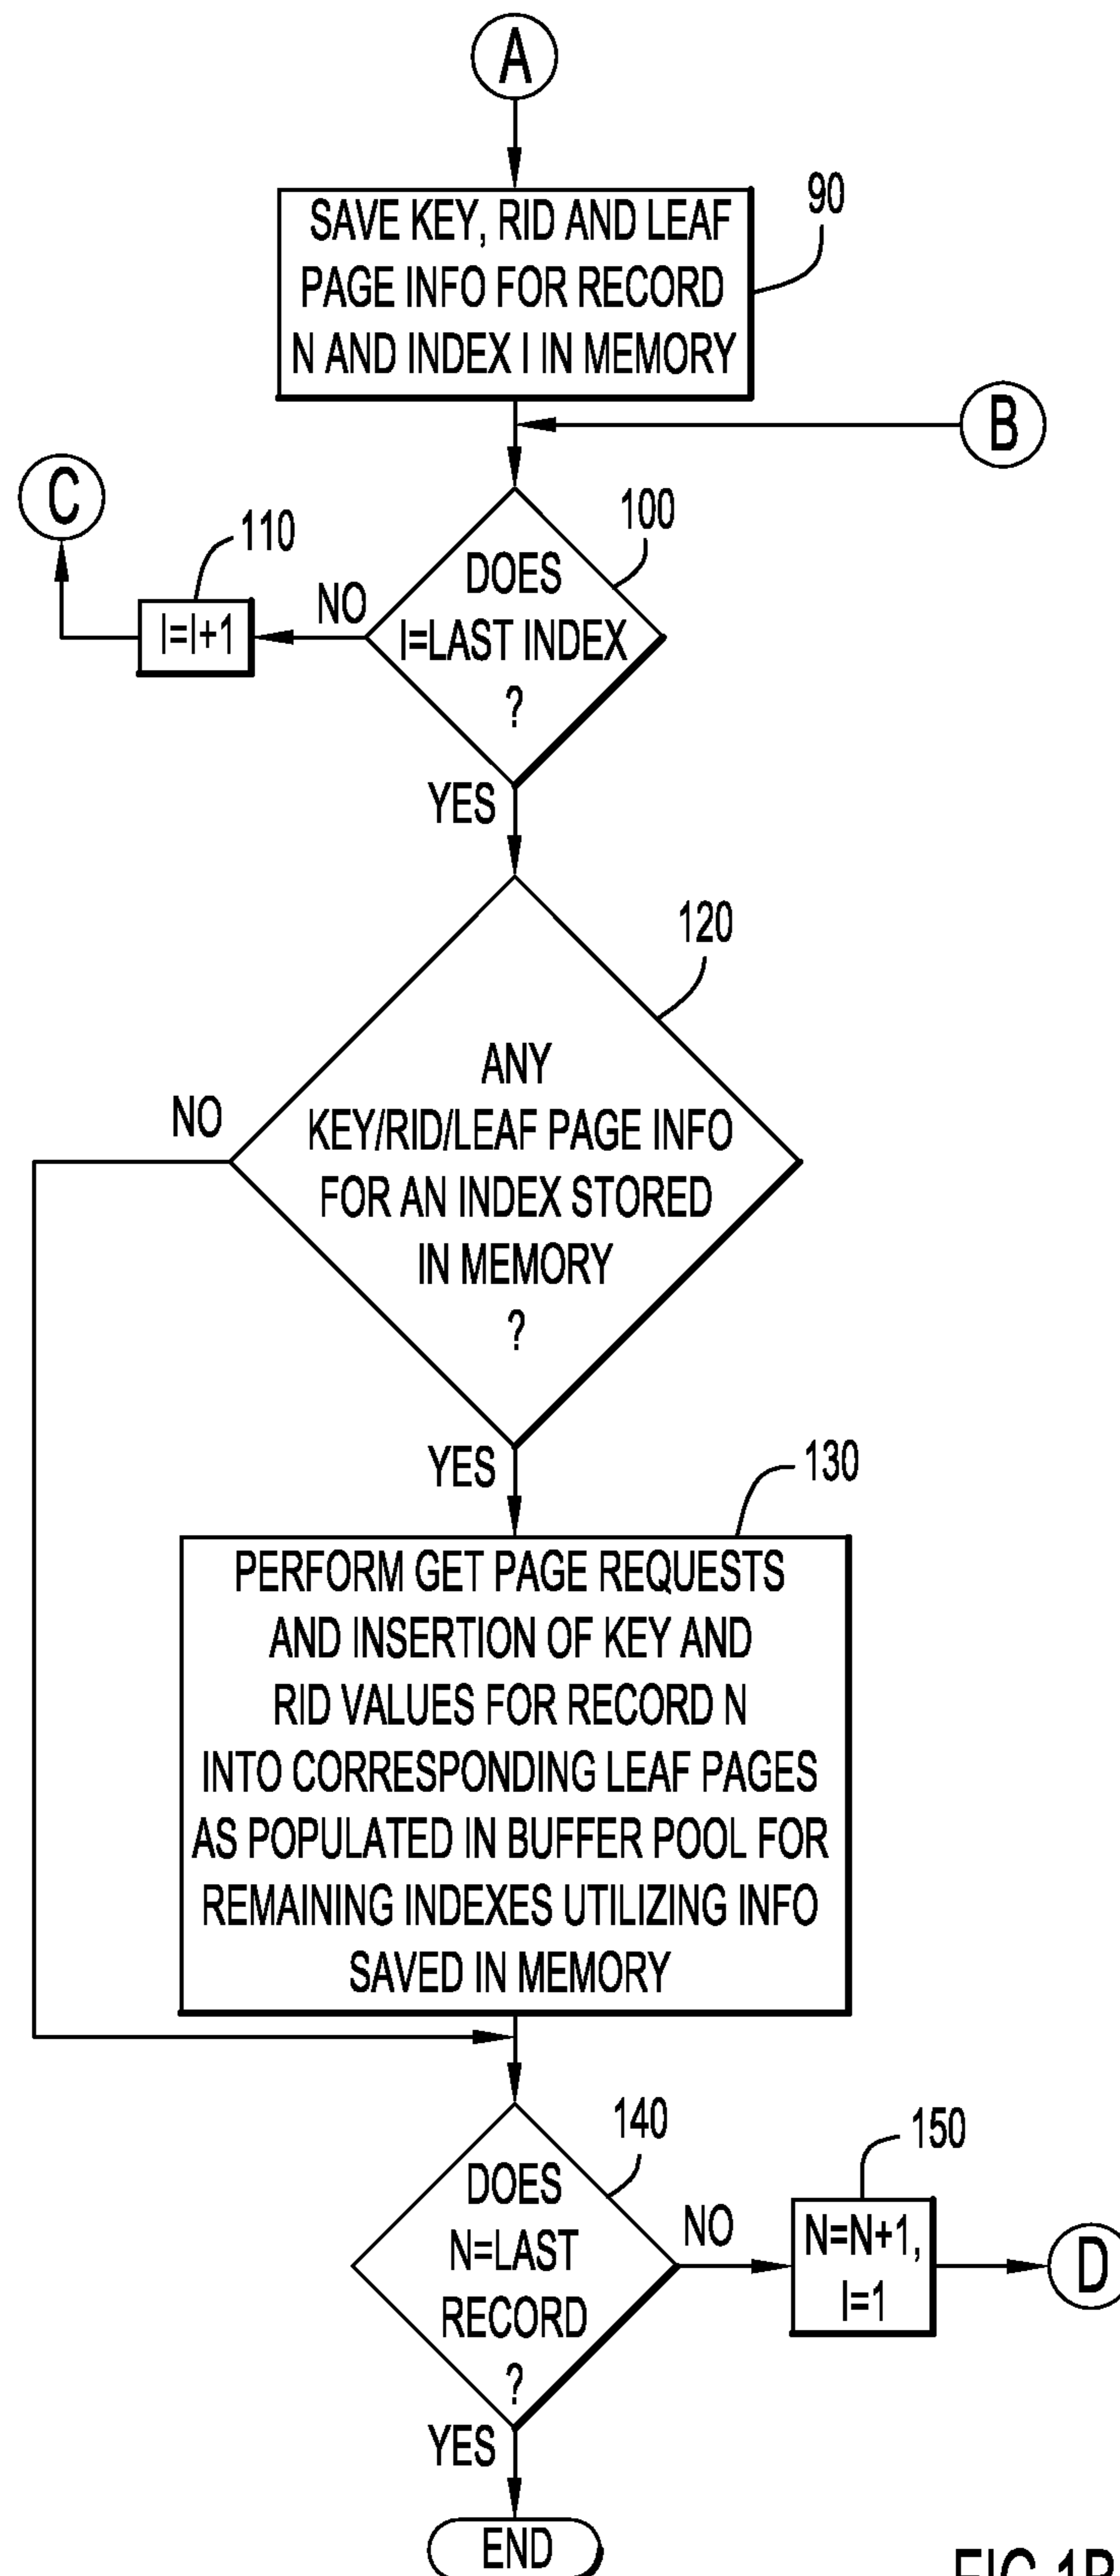 A
SAVE KEY, RID AND LEAF
PAGE INFO FOR RECORD
N AND INDEX I IN MEMORY
90
B
C
110
I=I+1
NO
100
DOES
I=LAST INDEX
?
YES
120
ANY
KEY/RID/LEAF PAGE INFO
FOR AN INDEX STORED
IN MEMORY
?
NO
YES
130
PERFORM GET PAGE REQUESTS
AND INSERTION OF KEY AND
RID VALUES FOR RECORD N
INTO CORRESPONDING LEAF PAGES
AS POPULATED IN BUFFER POOL FOR
REMAINING INDEXES UTILIZING INFO
SAVED IN MEMORY
140
DOES
N=LAST
RECORD
?
NO
150
N=N+1,
I=1
D
YES
END
FIG.1B